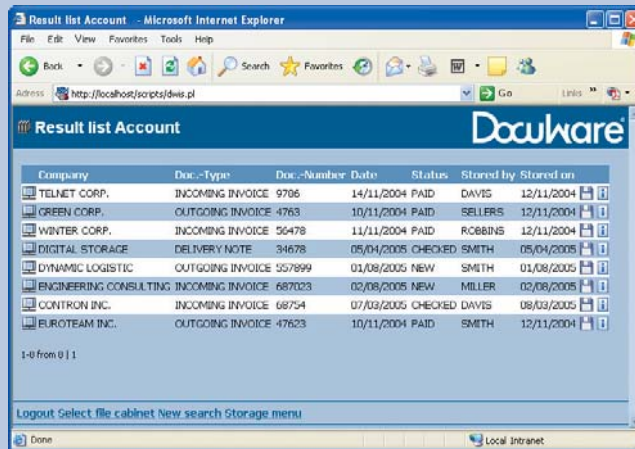 Result list Account - Microsoft Internet Explorer
File Edit View Favorites Tools Help
Back Search Favorites
Adress http://localhost/scripts/dwis.pl Go Links »
Result list Account DocuWare®
Company Doc.-Type Doc.-Number Date Status Stored by Stored on
TELNET CORP. INCOMING INVOICE 9786 14/11/2004 PAID DAVIS 12/11/2004
GREEN CORP. OUTGOING INVOICE 4763 10/11/2004 PAID SELLERS 12/11/2004
WINTER CORP. INCOMING INVOICE 56478 11/11/2004 PAID ROBBINS 12/11/2004
DIGITAL STORAGE DELIVERY NOTE 34678 05/04/2005 CHECKED SMITH 05/04/2005
DYNAMIC LOGISTIC OUTGOING INVOICE 557899 01/08/2005 NEW SMITH 01/08/2005
ENGINEERING CONSULTING INCOMING INVOICE 687023 02/08/2005 NEW MILLER 02/08/2005
CONTRON INC. INCOMING INVOICE 68754 07/03/2005 CHECKED DAVIS 08/03/2005
EUROTEAM INC. OUTGOING INVOICE 47623 10/11/2004 PAID SMITH 12/11/2004
1-8 from 8 | 1
Logout Select file cabinet New search Storage menu
Done Local intranet